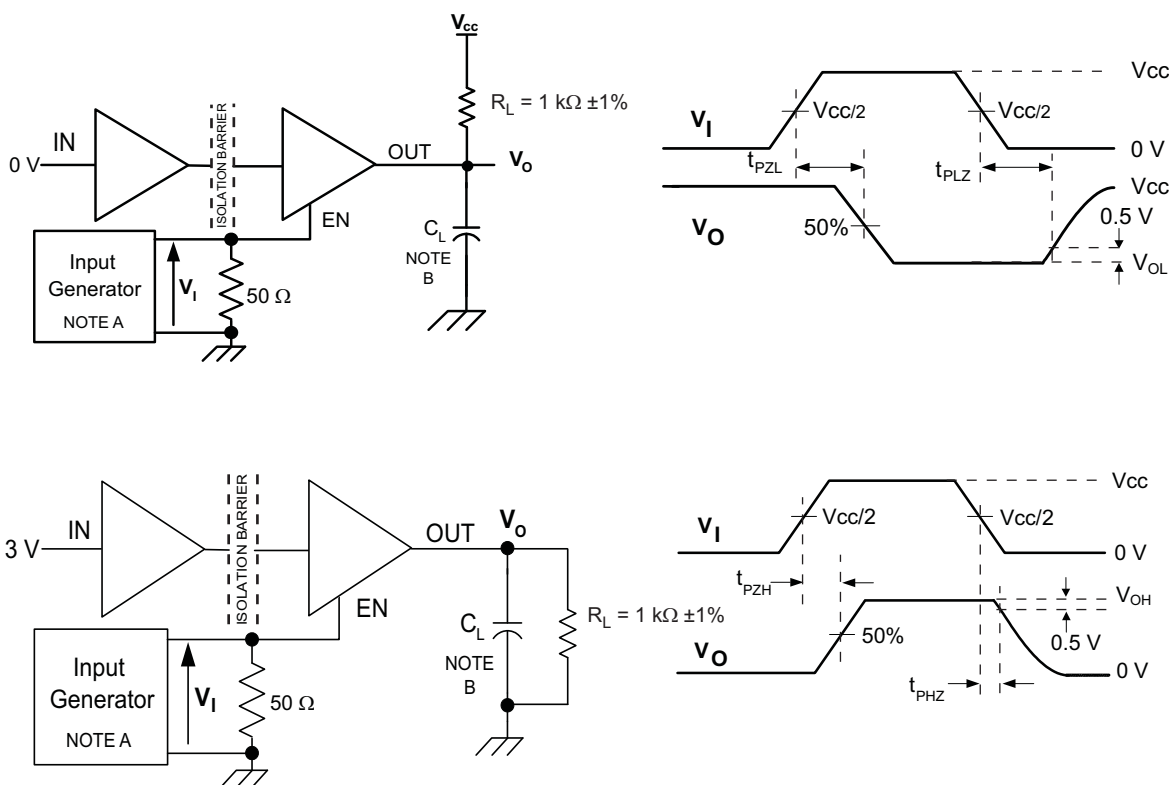 Vcc
RL = 1 kΩ ±1%
IN
0 V
ISOLATION BARRIER
OUT
VO
EN
CL
NOTE
B
Input
Generator
NOTE A
VI
50 Ω
VI
Vcc/2
Vcc/2
Vcc
0 V
tPZL
tPLZ
VO
50%
Vcc
0.5 V
VOL
IN
3 V
ISOLATION BARRIER
OUT
VO
EN
CL
NOTE
B
RL = 1 kΩ ±1%
Input
Generator
NOTE A
VI
50 Ω
VI
Vcc/2
Vcc/2
Vcc
0 V
tPZH
VO
50%
VOH
0.5 V
tPHZ
0 V